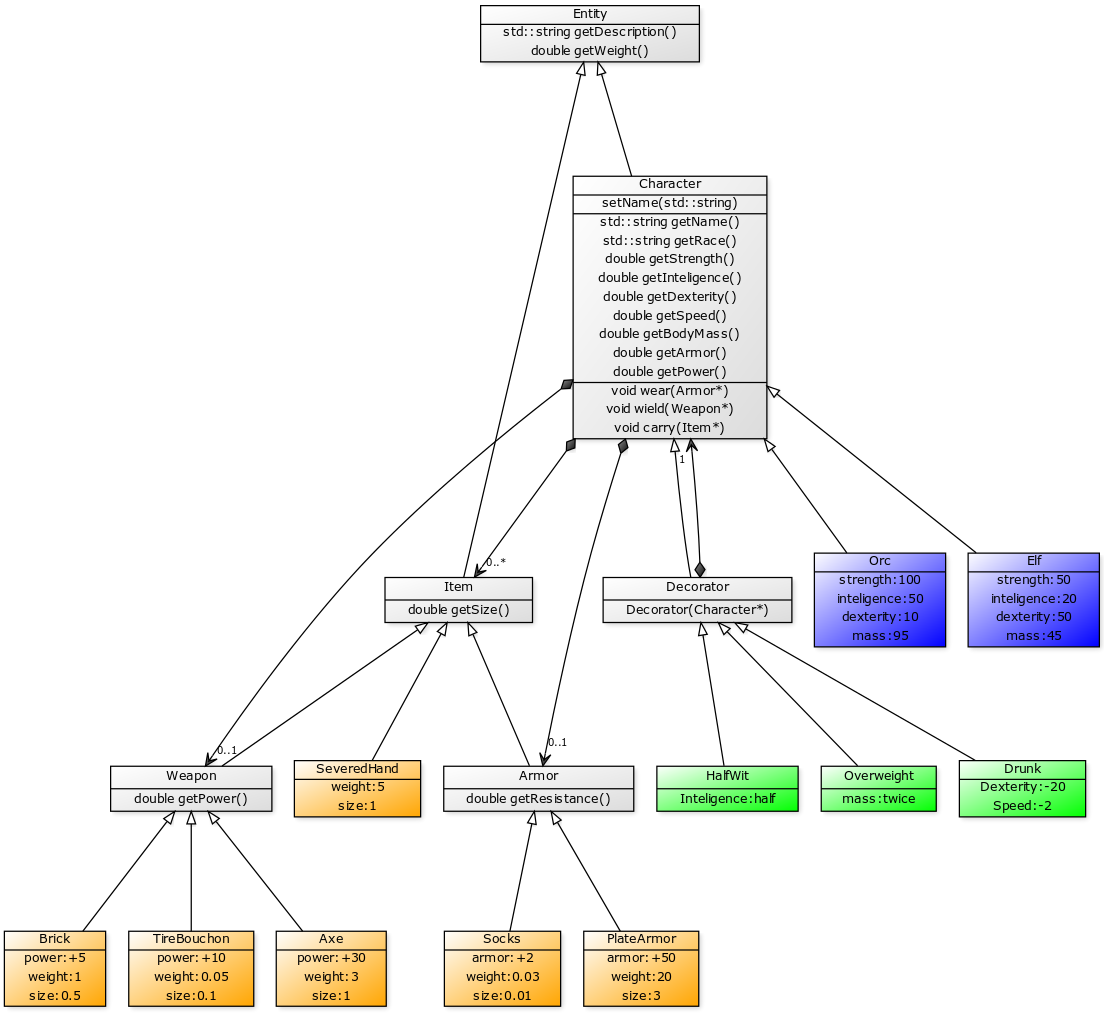 Entity
std::string getDescription()
double getWeight()
Character
setName(std::string)
std::string getName()
std::string getRace()
double getStrength()
double getInteligence()
double getDexterity()
double getSpeed()
double getBodyMass()
double getArmor()
double getPower()
void wear(Armor*)
void wield(Weapon*)
void carry(Item*)
1
0..*
Item
double getSize()
Decorator
Decorator(Character*)
Orc
strength:100
inteligence:50
dexterity:10
mass:95
Elf
strength:50
inteligence:20
dexterity:50
mass:45
0..1
0..1
Weapon
double getPower()
SeveredHand
weight:5
size:1
Armor
double getResistance()
HalfWit
Inteligence:half
Overweight
mass:twice
Drunk
Dexterity:-20
Speed:-2
Brick
power:+5
weight:1
size:0.5
TireBouchon
power:+10
weight:0.05
size:0.1
Axe
power:+30
weight:3
size:1
Socks
armor:+2
weight:0.03
size:0.01
PlateArmor
armor:+50
weight:20
size:3